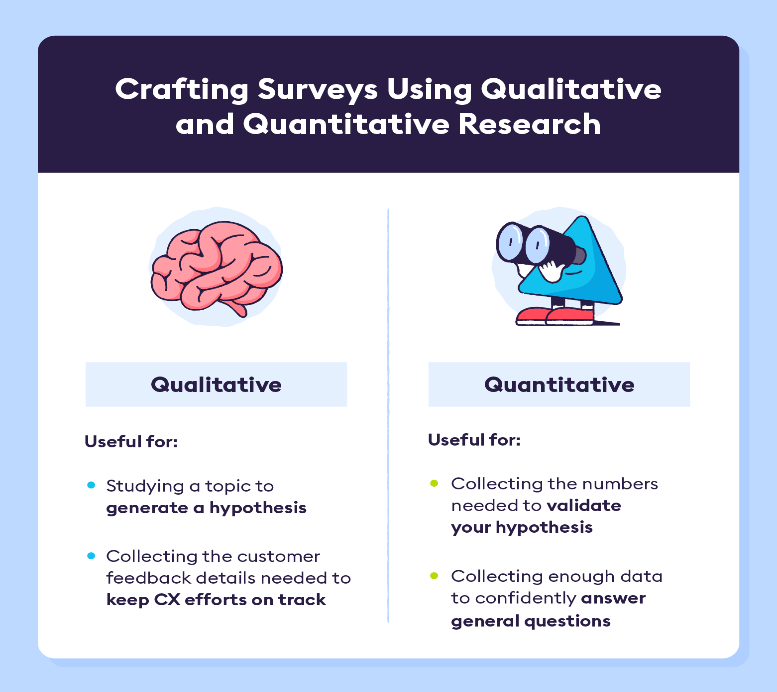 Crafting Surveys Using Qualitative
and Quantitative Research
Qualitative
Useful for:
Studying a topic to
generate a hypothesis
Collecting the customer
feedback details needed to
keep CX efforts on track
Quantitative
Useful for:
Collecting the numbers
needed to validate
your hypothesis
Collecting enough data
to confidently answer
general questions